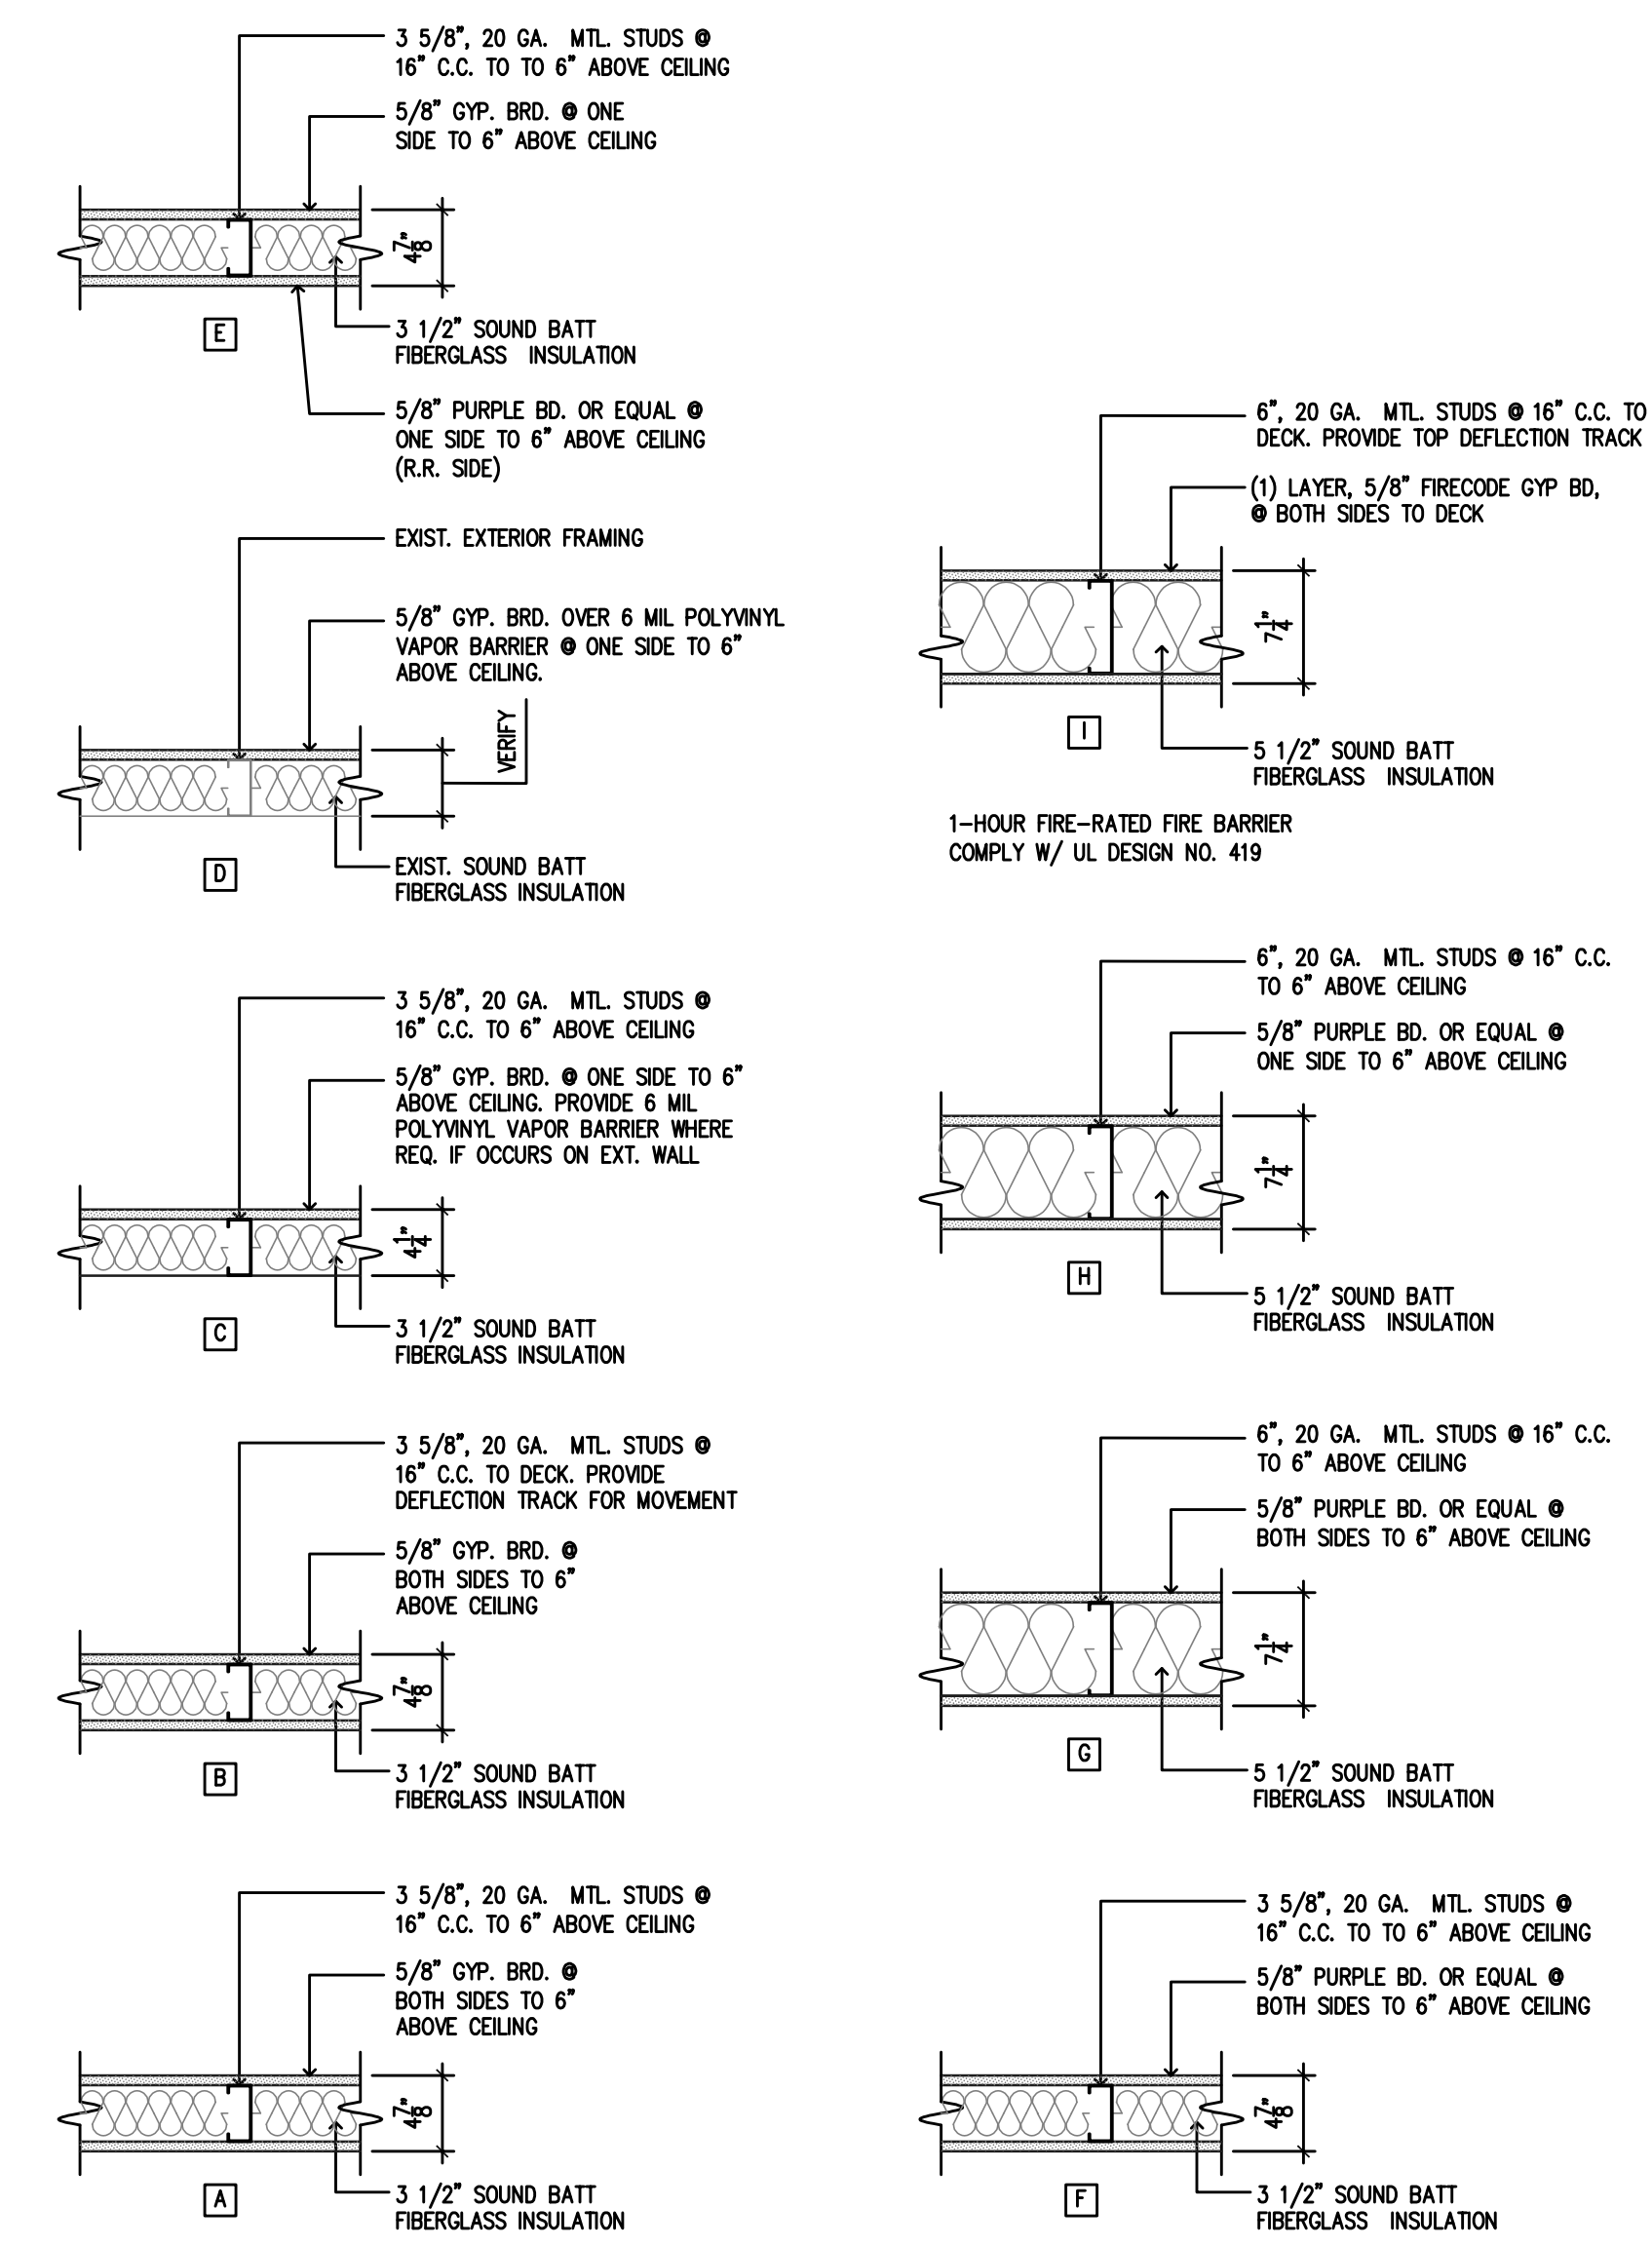 3 5/8", 20 GA. MTL. STUDS @
16" C.C. TO TO 6" ABOVE CEILING
5/8" GYP. BRD. @ ONE
SIDE TO 6" ABOVE CEILING
4 7/8"
E
3 1/2" SOUND BATT
FIBERGLASS INSULATION
5/8" PURPLE BD. OR EQUAL @
ONE SIDE TO 6" ABOVE CEILING
(R.R. SIDE)
EXIST. EXTERIOR FRAMING
5/8" GYP. BRD. OVER 6 MIL POLYVINYL
VAPOR BARRIER @ ONE SIDE TO 6"
ABOVE CEILING.
VERIFY
D
EXIST. SOUND BATT
FIBERGLASS INSULATION
3 5/8", 20 GA. MTL. STUDS @
16" C.C. TO 6" ABOVE CEILING
5/8" GYP. BRD. @ ONE SIDE TO 6"
ABOVE CEILING. PROVIDE 6 MIL
POLYVINYL VAPOR BARRIER WHERE
REQ. IF OCCURS ON EXT. WALL
4 1/4"
C
3 1/2" SOUND BATT
FIBERGLASS INSULATION
3 5/8", 20 GA. MTL. STUDS @
16" C.C. TO DECK. PROVIDE
DEFLECTION TRACK FOR MOVEMENT
5/8" GYP. BRD. @
BOTH SIDES TO 6"
ABOVE CEILING
4 7/8"
B
3 1/2" SOUND BATT
FIBERGLASS INSULATION
3 5/8", 20 GA. MTL. STUDS @
16" C.C. TO 6" ABOVE CEILING
5/8" GYP. BRD. @
BOTH SIDES TO 6"
ABOVE CEILING
4 7/8"
A
3 1/2" SOUND BATT
FIBERGLASS INSULATION
6", 20 GA. MTL. STUDS @ 16" C.C. TO
DECK. PROVIDE TOP DEFLECTION TRACK
(1) LAYER, 5/8" FIRECODE GYP BD,
@ BOTH SIDES TO DECK
7 1/4"
I
5 1/2" SOUND BATT
FIBERGLASS INSULATION
1-HOUR FIRE-RATED FIRE BARRIER
COMPLY W/ UL DESIGN NO. 419
6", 20 GA. MTL. STUDS @ 16" C.C.
TO 6" ABOVE CEILING
5/8" PURPLE BD. OR EQUAL @
ONE SIDE TO 6" ABOVE CEILING
7 1/4"
H
5 1/2" SOUND BATT
FIBERGLASS INSULATION
6", 20 GA. MTL. STUDS @ 16" C.C.
TO 6" ABOVE CEILING
5/8" PURPLE BD. OR EQUAL @
BOTH SIDES TO 6" ABOVE CEILING
7 1/4"
G
5 1/2" SOUND BATT
FIBERGLASS INSULATION
3 5/8", 20 GA. MTL. STUDS @
16" C.C. TO TO 6" ABOVE CEILING
5/8" PURPLE BD. OR EQUAL @
BOTH SIDES TO 6" ABOVE CEILING
4 7/8"
F
3 1/2" SOUND BATT
FIBERGLASS INSULATION